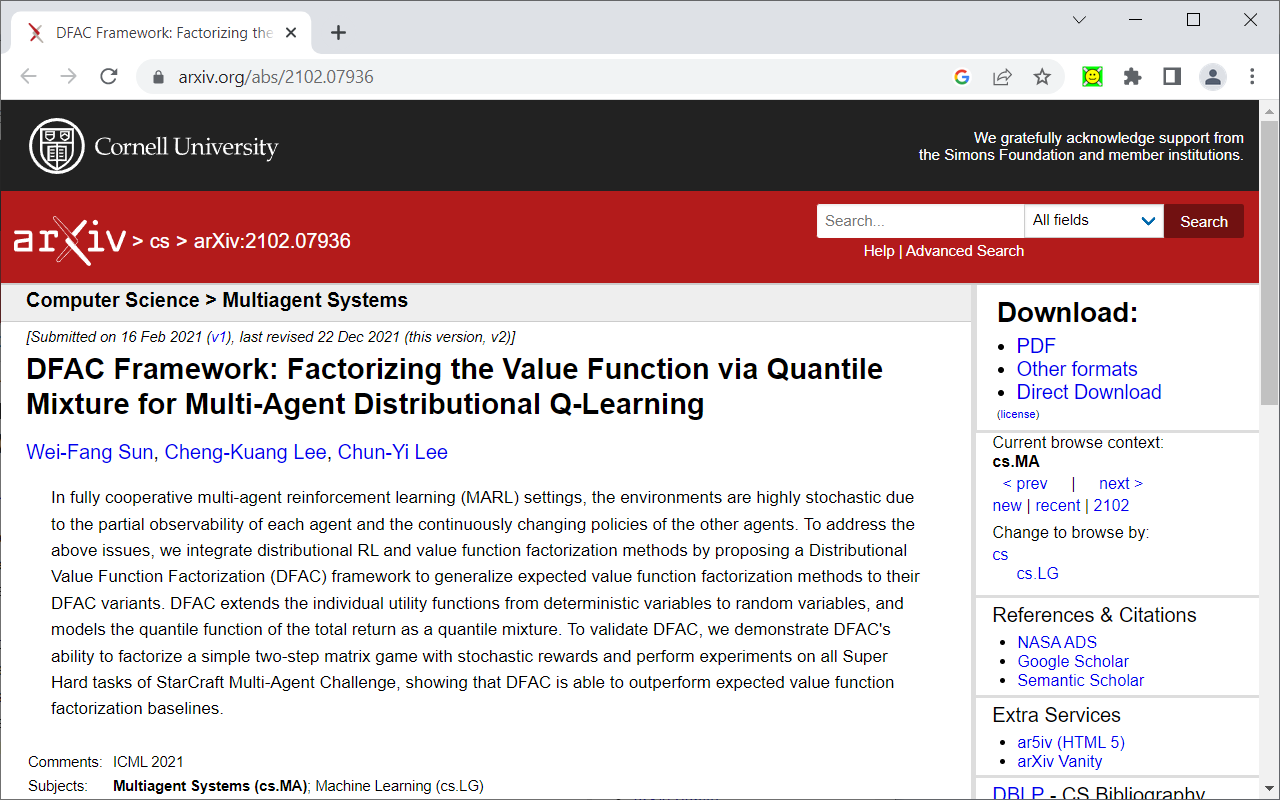 DFAC Framework: Factorizing the
arxiv.org/abs/2102.07936
Cornell University
We gratefully acknowledge support from
the Simons Foundation and member institutions.
arXiv > cs > arXiv:2102.07936
Search...
All fields
Search
Help | Advanced Search
Computer Science > Multiagent Systems
[Submitted on 16 Feb 2021 (v1), last revised 22 Dec 2021 (this version, v2)]
DFAC Framework: Factorizing the Value Function via Quantile
Mixture for Multi-Agent Distributional Q-Learning
Wei-Fang Sun, Cheng-Kuang Lee, Chun-Yi Lee
In fully cooperative multi-agent reinforcement learning (MARL) settings, the environments are highly stochastic due
to the partial observability of each agent and the continuously changing policies of the other agents. To address the
above issues, we integrate distributional RL and value function factorization methods by proposing a Distributional
Value Function Factorization (DFAC) framework to generalize expected value function factorization methods to their
DFAC variants. DFAC extends the individual utility functions from deterministic variables to random variables, and
models the quantile function of the total return as a quantile mixture. To validate DFAC, we demonstrate DFAC's
ability to factorize a simple two-step matrix game with stochastic rewards and perform experiments on all Super
Hard tasks of StarCraft Multi-Agent Challenge, showing that DFAC is able to outperform expected value function
factorization baselines.
Comments: ICML 2021
Subjects: Multiagent Systems (cs.MA); Machine Learning (cs.LG)
Download:
PDF
Other formats
Direct Download
(license)
Current browse context:
cs.MA
< prev | next >
new | recent | 2102
Change to browse by:
cs
cs.LG
References & Citations
NASA ADS
Google Scholar
Semantic Scholar
Extra Services
ar5iv (HTML 5)
arXiv Vanity
DBLP - CS Bibliography